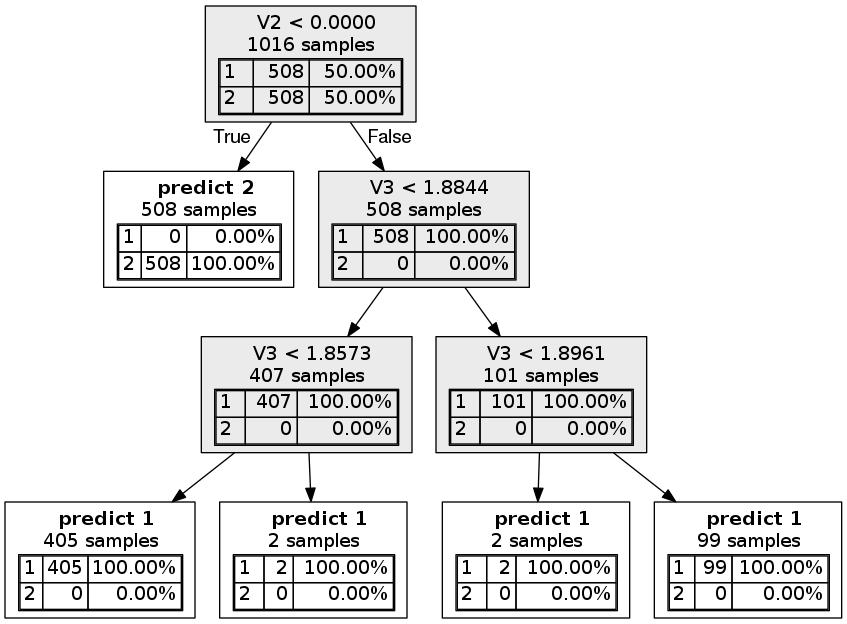 V2 < 0.0000
1016 samples
1 508 50.00%
2 508 50.00%
True
False
predict 2
508 samples
1 0 0.00%
2 508 100.00%
V3 < 1.8844
508 samples
1 508 100.00%
2 0 0.00%
V3 < 1.8573
407 samples
1 407 100.00%
2 0 0.00%
V3 < 1.8961
101 samples
1 101 100.00%
2 0 0.00%
predict 1
405 samples
1 405 100.00%
2 0 0.00%
predict 1
2 samples
1 2 100.00%
2 0 0.00%
predict 1
2 samples
1 2 100.00%
2 0 0.00%
predict 1
99 samples
1 99 100.00%
2 0 0.00%